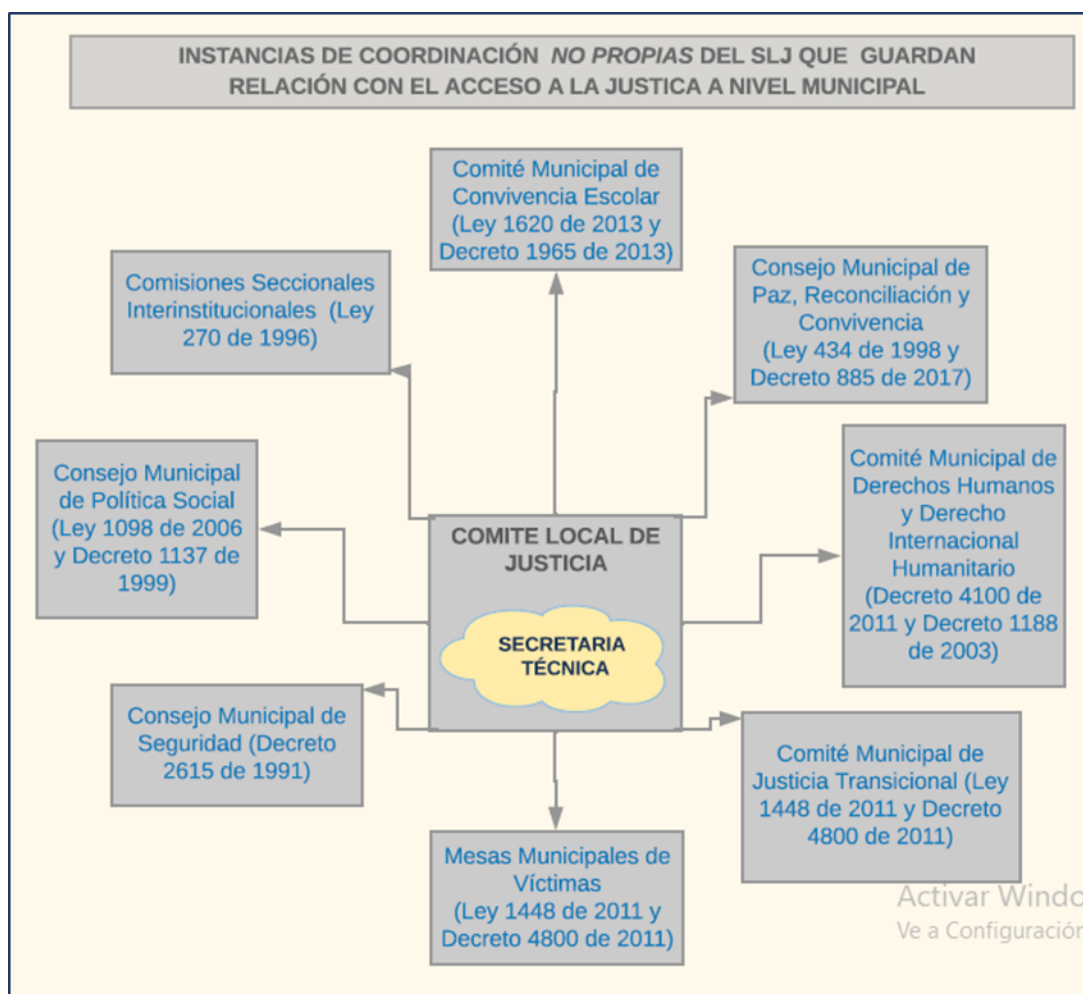 INSTANCIAS DE COORDINACIÓN NO PROPIAS DEL SLJ QUE GUARDAN
RELACIÓN CON EL ACCESO A LA JUSTICA A NIVEL MUNICIPAL
Comité Municipal de
Convivencia Escolar
(Ley 1620 de 2013 y
Decreto 1965 de 2013)
Comisiones Seccionales
Interinstitucionales (Ley
270 de 1996)
Consejo Municipal de
Paz, Reconciliación y
Convivencia
(Ley 434 de 1998 y
Decreto 885 de 2017)
Consejo Municipal
de Política Social
(Ley 1098 de 2006
y Decreto 1137 de
1999)
COMITE LOCAL DE
JUSTICIA
SECRETARIA
TÉCNICA
Comité Municipal de
Derechos Humanos
y Derecho
Internacional
Humanitario
(Decreto 4100 de
2011 y Decreto 1188
de 2003)
Consejo Municipal de
Seguridad (Decreto
2615 de 1991)
Comité Municipal de
Justicia Transicional (Ley
1448 de 2011 y Decreto
4800 de 2011)
Mesas Municipales de
Víctimas
(Ley 1448 de 2011 y
Decreto 4800 de 2011)
Activar Windo
Ve a Configuración